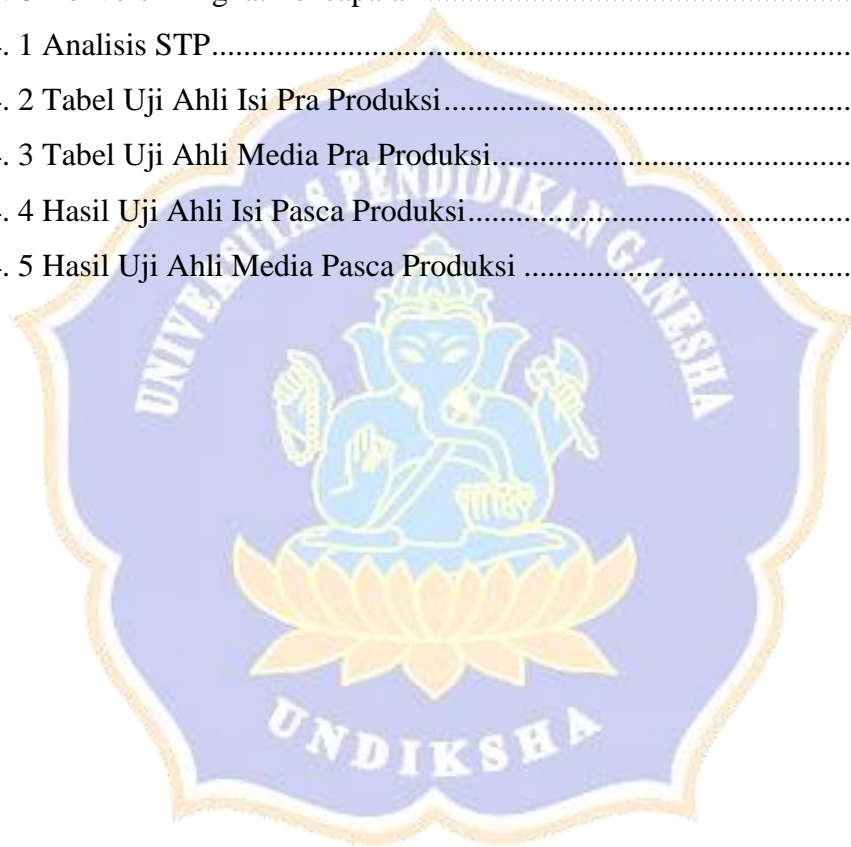 . 1 Analisis STP
. 2 Tabel Uji Ahli Isi Pra Produksi
. 3 Tabel Uji Ahli Media Pra Produksi
. 4 Hasil Uji Ahli Isi Pasca Produksi
. 5 Hasil Uji Ahli Media Pasca Produksi
UNIVERSITAS PENDIDIKAN GANESHA
UNDIKSHA